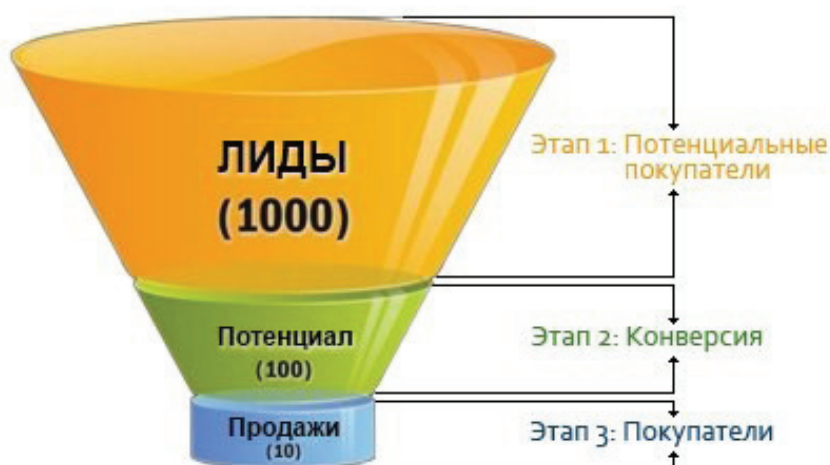 ЛИДЫ
(1000)
Этап 1: Потенциальные
покупатели
Потенциал
(100)
Этап 2: Конверсия
Продажи
(10)
Этап 3: Покупатели